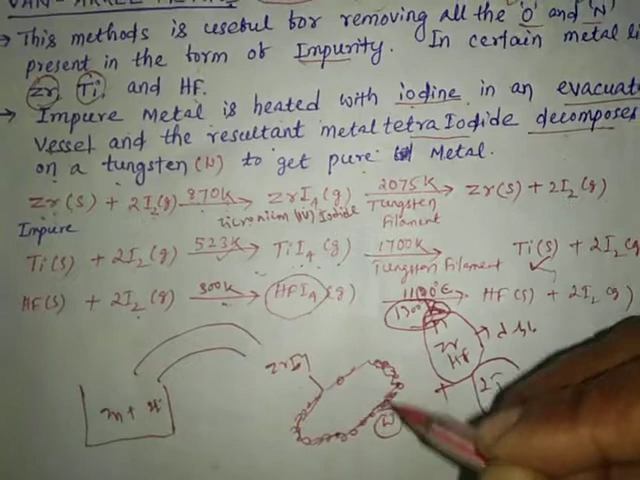 VAN-ARKEL METHOD
→ This methods is useful for removing all the 'O' and 'N'
present in the form of Impurity. In certain metal li
Zr, Ti, and HF.
→ Impure Metal is heated with iodine in an evacuat
Vessel and the resultant metal tetra Iodide decomposes
on a tungsten (W) to get pure Metal.
Zr(s) + 2I₂(g) 870K→ ZrI₄(g) 2075K→ Zr(s) + 2I₂(g)
Impure Zirconium (IV) Iodide Tungsten
filament
Ti(s) + 2I₂(g) 523K→ TiI₄(g) 1700K→ Ti(s) + 2I₂(g
Tungsten Filament
HF(s) + 2I₂(g) 300K→ HFI₄(g) HF(s) + 2I₂(g)
Zr
HF
ZrI₄
m +
W
+ 2I